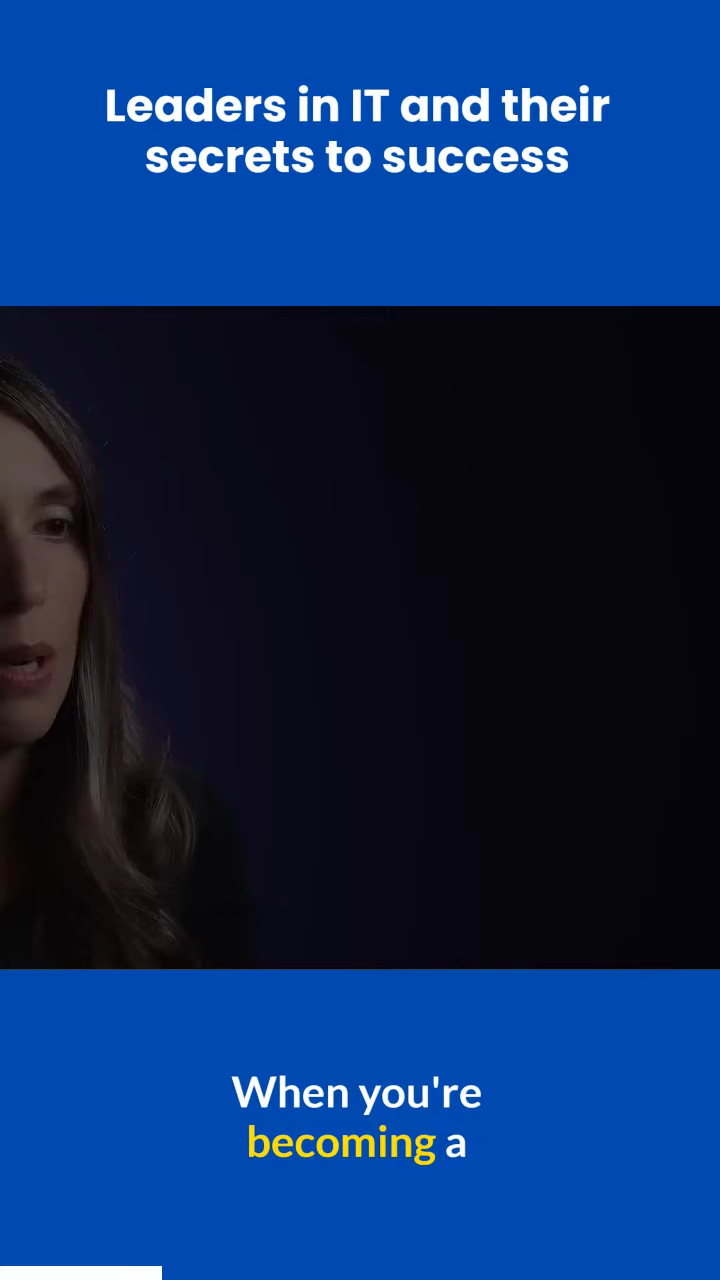 Leaders in IT and their
secrets to success
When you're
becoming a